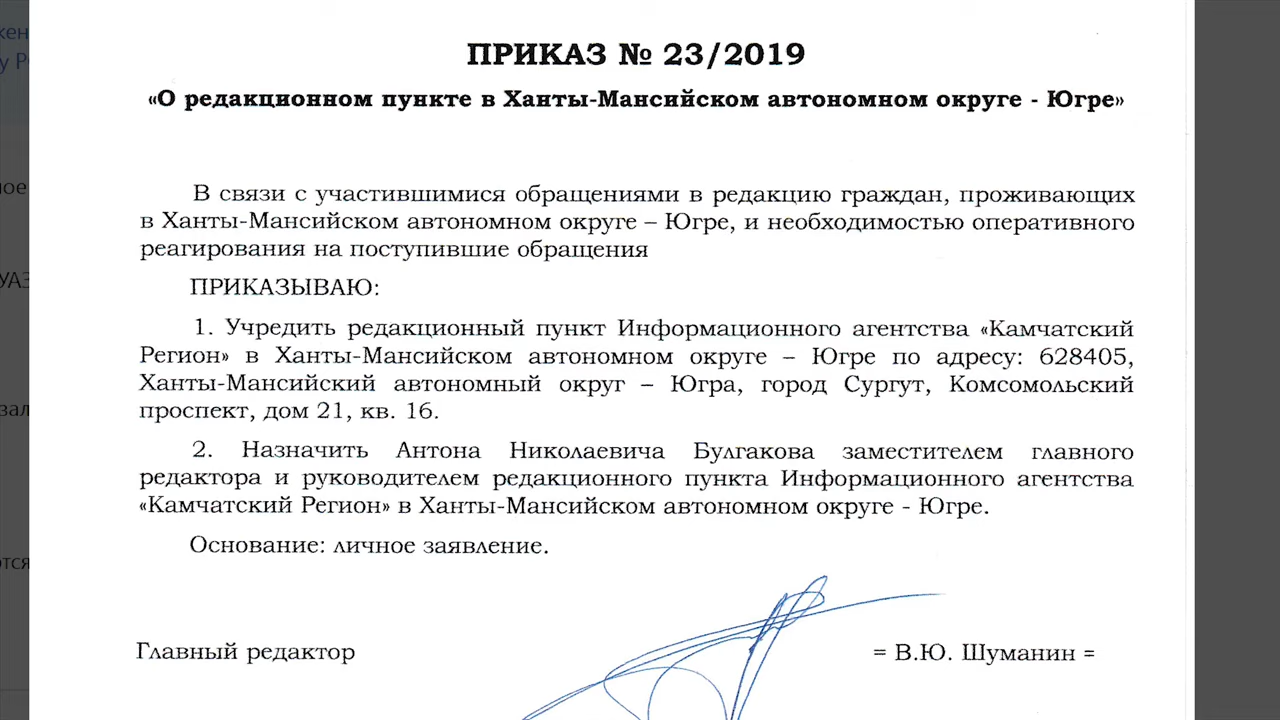 ПРИКАЗ № 23/2019
«О редакционном пункте в Ханты-Мансийском автономном округе - Югре»
В связи с участившимися обращениями в редакцию граждан, проживающих
в Ханты-Мансийском автономном округе – Югре, и необходимостью оперативного
реагирования на поступившие обращения
ПРИКАЗЫВАЮ:
1. Учредить редакционный пункт Информационного агентства «Камчатский
Регион» в Ханты-Мансийском автономном округе – Югре по адресу: 628405,
Ханты-Мансийский автономный округ – Югра, город Сургут, Комсомольский
проспект, дом 21, кв. 16.
2. Назначить Антона Николаевича Булгакова заместителем главного
редактора и руководителем редакционного пункта Информационного агентства
«Камчатский Регион» в Ханты-Мансийском автономном округе - Югре.
Основание: личное заявление.
Главный редактор = В.Ю. Шуманин =